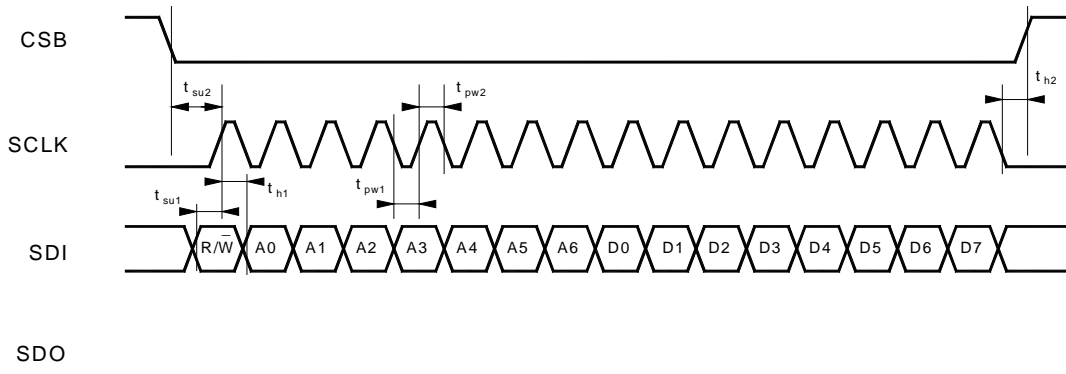 CSB
t su2
t pw2
t h2
SCLK
t su1
t h1
t pw1
SDI
R/W̅ A0 A1 A2 A3 A4 A5 A6 D0 D1 D2 D3 D4 D5 D6 D7
SDO